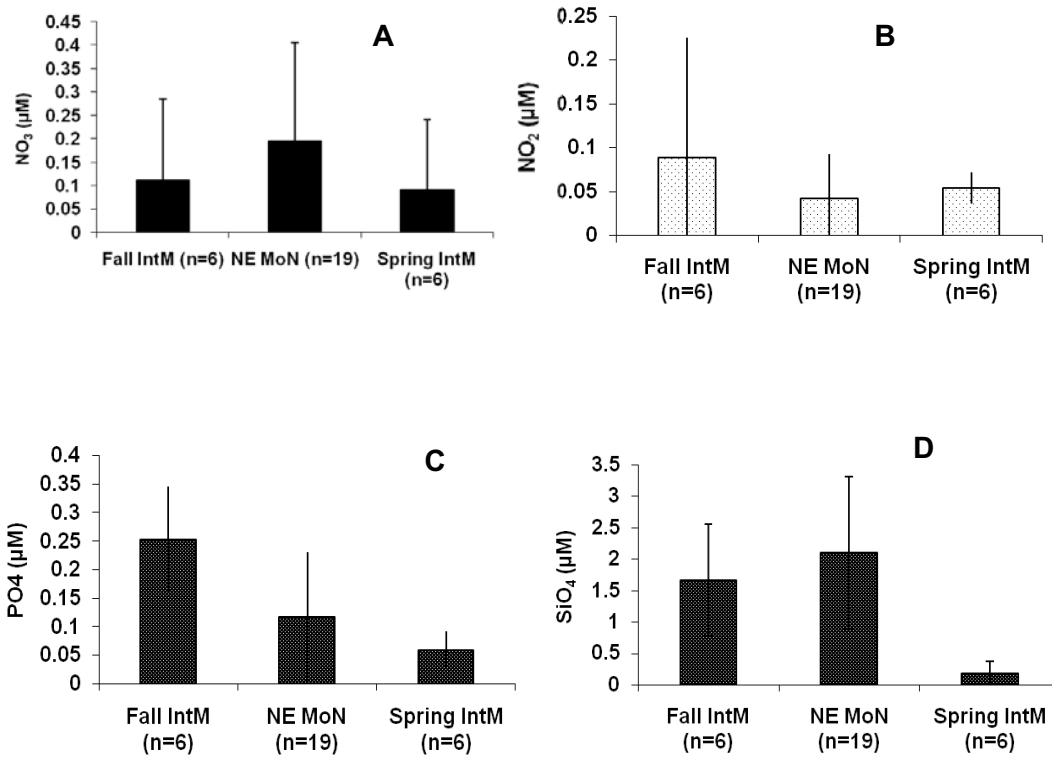 A
0.45
0.4
0.35
0.3
0.25
0.2
0.15
0.1
0.05
0
NO₃ (µM)
Fall IntM (n=6) NE MoN (n=19) Spring IntM
(n=6)
B
0.25
0.2
0.15
0.1
0.05
0
NO₂ (µM)
Fall IntM NE MoN Spring IntM
(n=6) (n=19) (n=6)
C
0.4
0.35
0.3
0.25
0.2
0.15
0.1
0.05
0
PO4 (µM)
Fall IntM NE MoN Spring IntM
(n=6) (n=19) (n=6)
D
3.5
3
2.5
2
1.5
1
0.5
0
SiO₄ (µM)
Fall IntM NE MoN Spring IntM
(n=6) (n=19) (n=6)